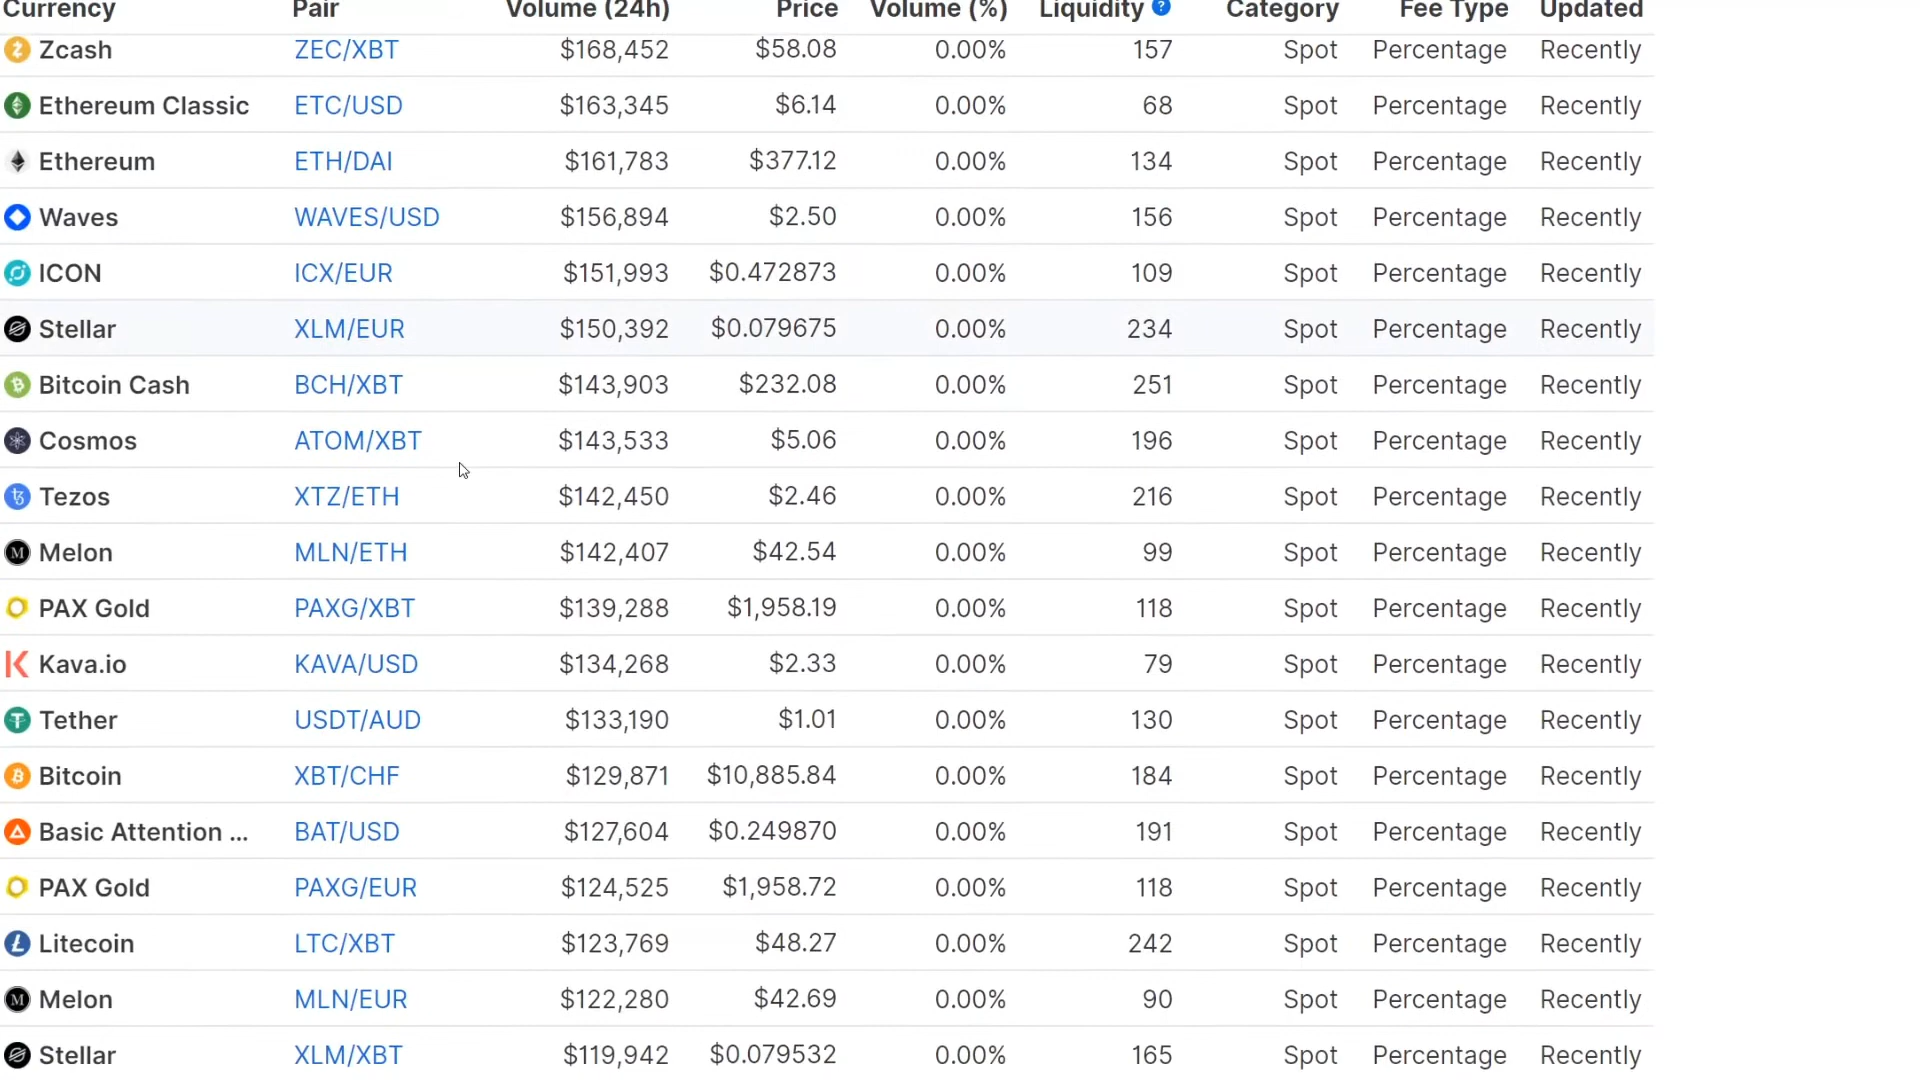 Currency Pair Volume (24h) Price Volume (%) Liquidity ? Category Fee Type Updated
Zcash ZEC/XBT $168,452 $58.08 0.00% 157 Spot Percentage Recently
Ethereum Classic ETC/USD $163,345 $6.14 0.00% 68 Spot Percentage Recently
Ethereum ETH/DAI $161,783 $377.12 0.00% 134 Spot Percentage Recently
Waves WAVES/USD $156,894 $2.50 0.00% 156 Spot Percentage Recently
ICON ICX/EUR $151,993 $0.472873 0.00% 109 Spot Percentage Recently
Stellar XLM/EUR $150,392 $0.079675 0.00% 234 Spot Percentage Recently
Bitcoin Cash BCH/XBT $143,903 $232.08 0.00% 251 Spot Percentage Recently
Cosmos ATOM/XBT $143,533 $5.06 0.00% 196 Spot Percentage Recently
Tezos XTZ/ETH $142,450 $2.46 0.00% 216 Spot Percentage Recently
M Melon MLN/ETH $142,407 $42.54 0.00% 99 Spot Percentage Recently
PAX Gold PAXG/XBT $139,288 $1,958.19 0.00% 118 Spot Percentage Recently
Kava.io KAVA/USD $134,268 $2.33 0.00% 79 Spot Percentage Recently
Tether USDT/AUD $133,190 $1.01 0.00% 130 Spot Percentage Recently
Bitcoin XBT/CHF $129,871 $10,885.84 0.00% 184 Spot Percentage Recently
Basic Attention ... BAT/USD $127,604 $0.249870 0.00% 191 Spot Percentage Recently
PAX Gold PAXG/EUR $124,525 $1,958.72 0.00% 118 Spot Percentage Recently
Litecoin LTC/XBT $123,769 $48.27 0.00% 242 Spot Percentage Recently
M Melon MLN/EUR $122,280 $42.69 0.00% 90 Spot Percentage Recently
Stellar XLM/XBT $119,942 $0.079532 0.00% 165 Spot Percentage Recently